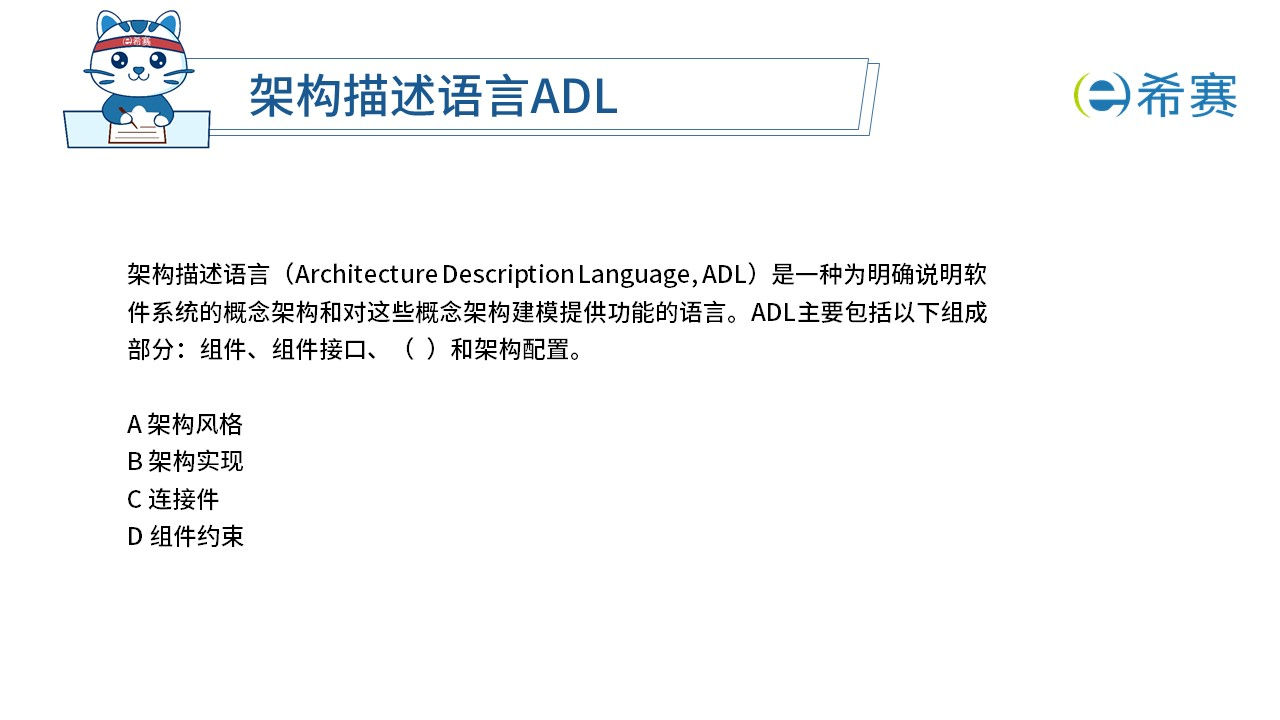 希赛
架构描述语言ADL
希赛
架构描述语言（Architecture Description Language, ADL）是一种为明确说明软
件系统的概念架构和对这些概念架构建模提供功能的语言。ADL主要包括以下组成
部分：组件、组件接口、（ ）和架构配置。
A 架构风格
B 架构实现
C 连接件
D 组件约束